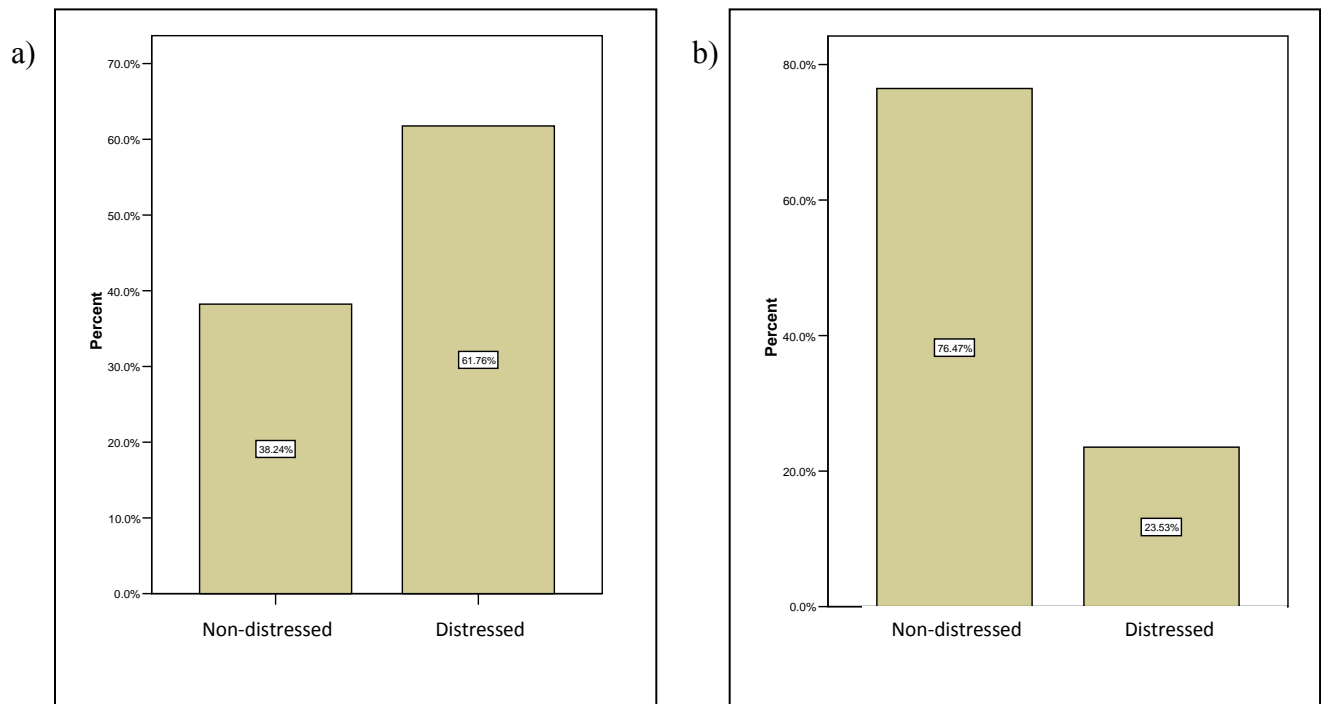 a)
70.0%
60.0%
50.0%
40.0%
30.0%
20.0%
10.0%
0.0%
Percent
38.24%
61.76%
Non-distressed Distressed
b)
80.0%
60.0%
40.0%
20.0%
0.0%
Percent
76.47%
23.53%
Non-distressed Distressed